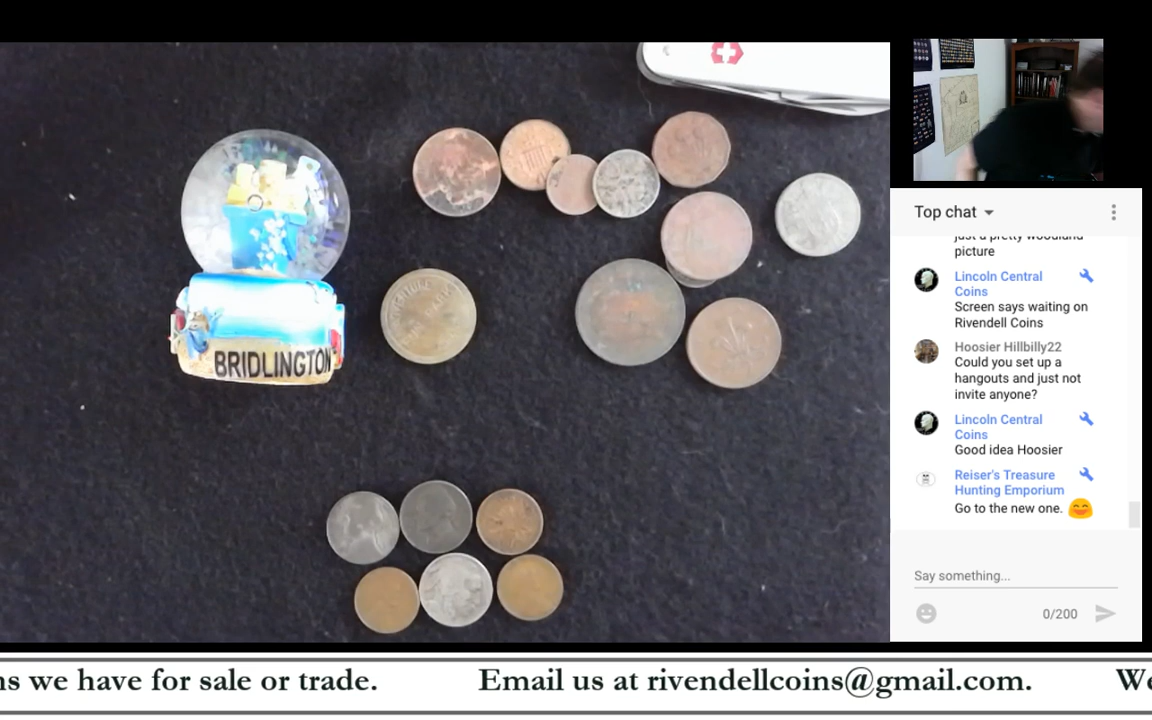 BRIDLINGTON
Top chat
just a pretty woodland
picture
Lincoln Central
Coins
Screen says waiting on
Rivendell Coins
Hoosier Hillbilly22
Could you set up a
hangouts and just not
invite anyone?
Lincoln Central
Coins
Good idea Hoosier
Reiser's Treasure
Hunting Emporium
Go to the new one.
Say something...
0/200
ns we have for sale or trade. Email us at rivendellcoins@gmail.com. We